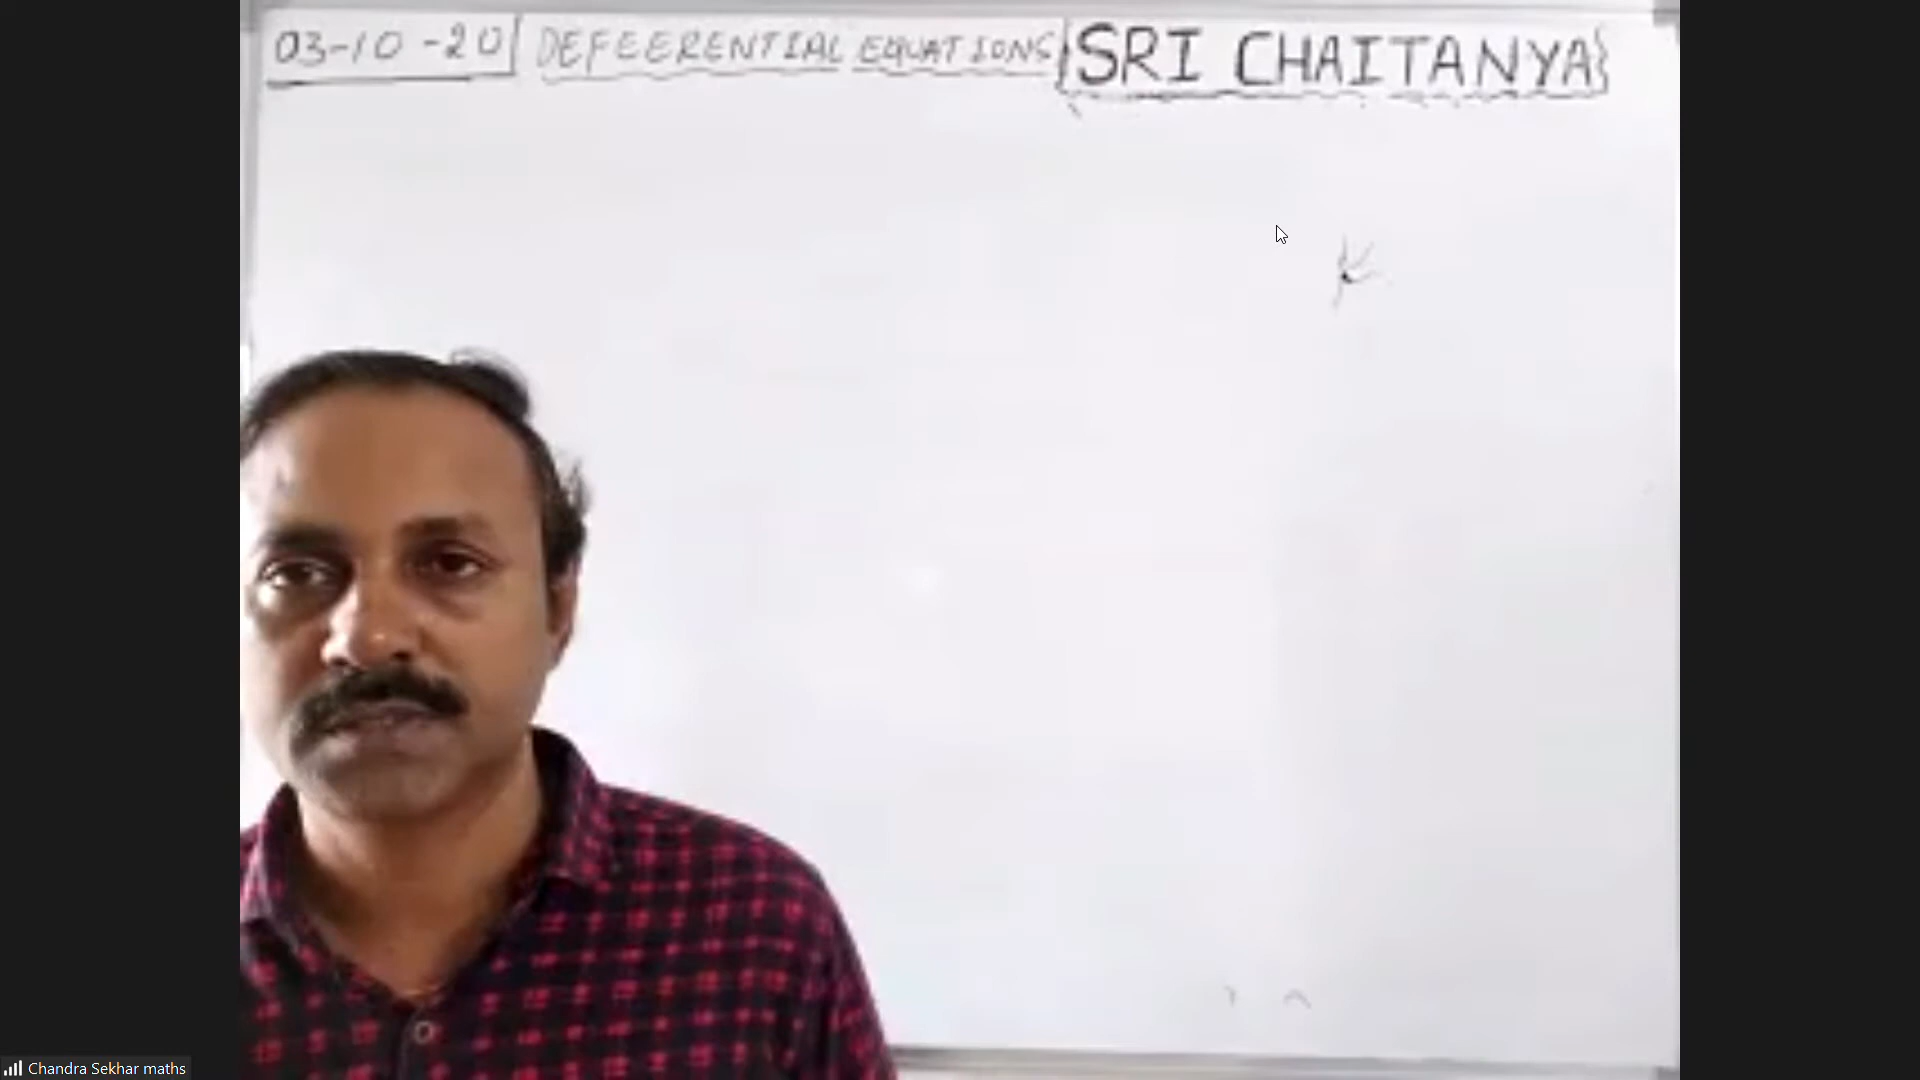 03-10-20 DEFEERENTIAL EQUATIONS SRI CHAITANYA
Chandra Sekhar maths